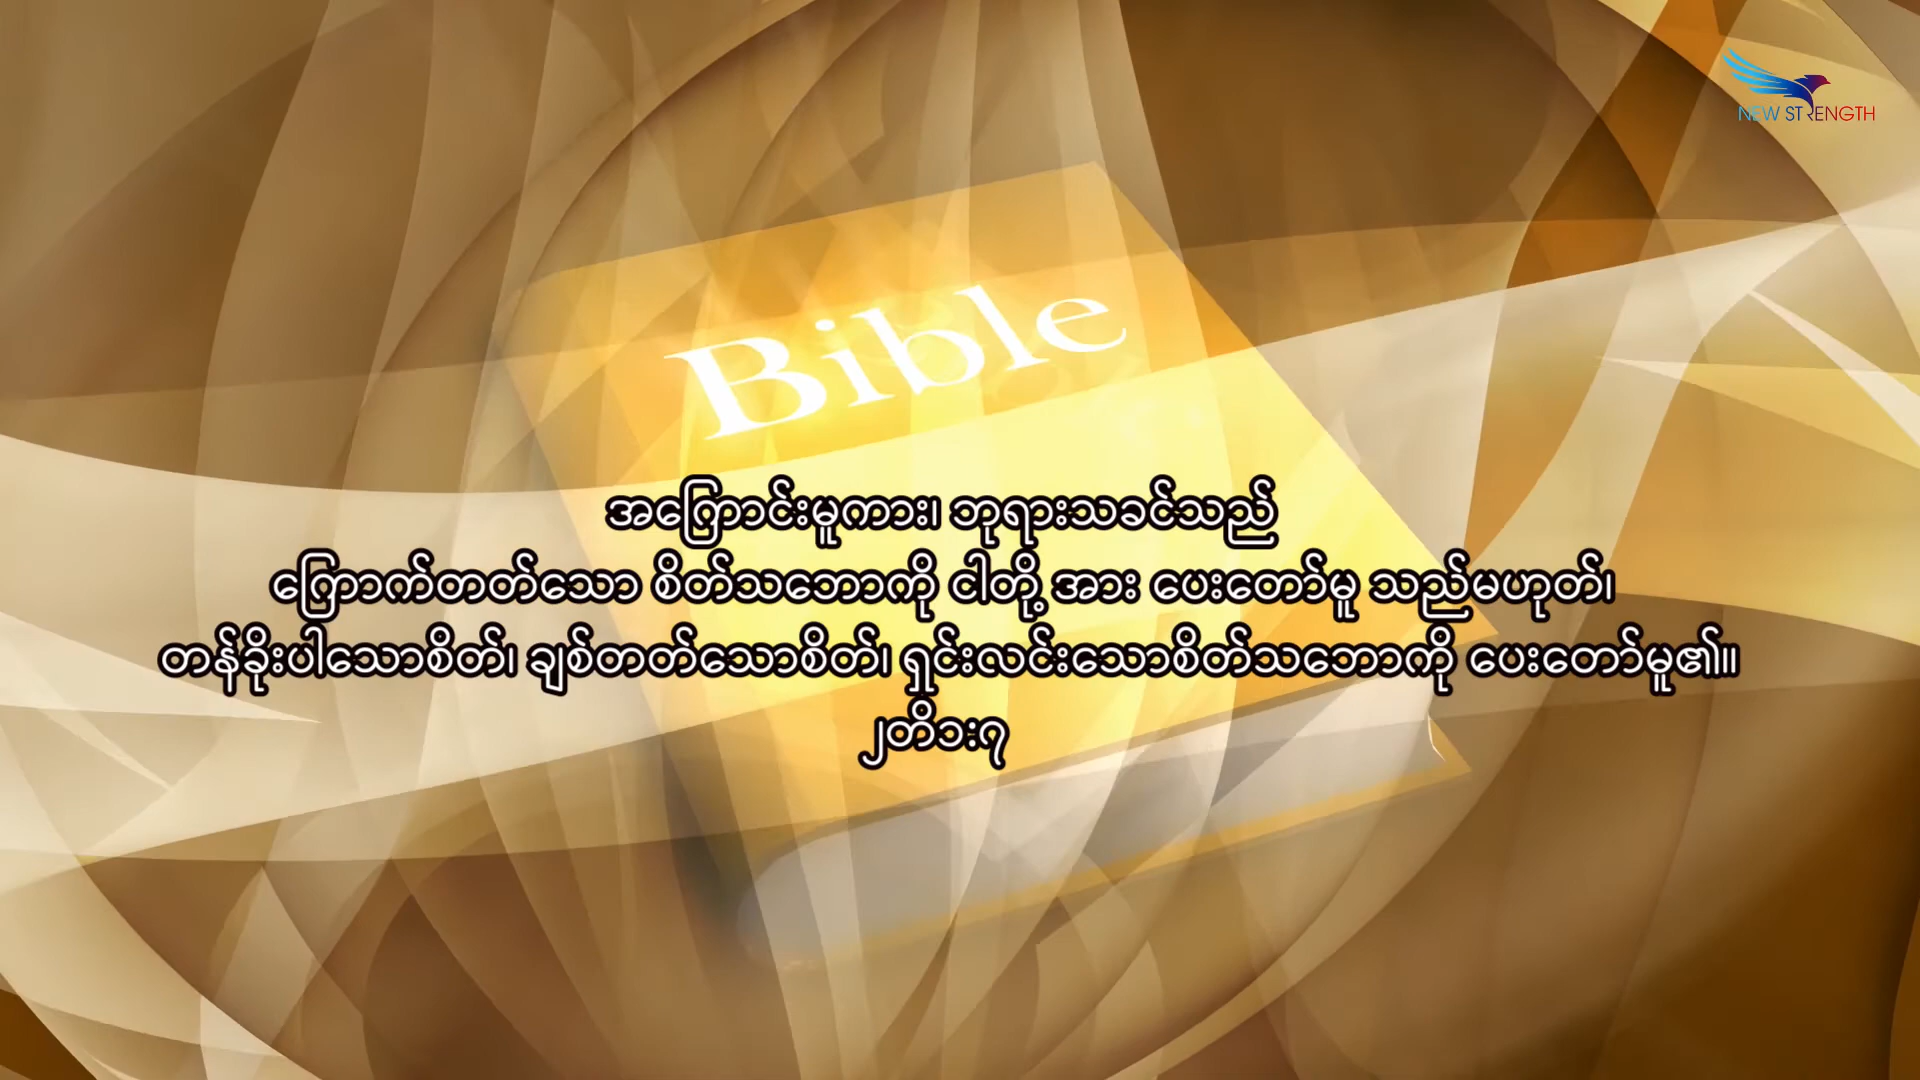 NEW STRENGTH
Bible
အကြောင်းမူကား၊ ဘုရားသခင်သည်
ကြောက်တတ်သော စိတ်သဘောကို ငါတို့ အား ပေးတော်မူ သည်မဟုတ်၊
တန်ခိုးပါသောစိတ်၊ ချစ်တတ်သောစိတ်၊ ရှင်းလင်းသောစိတ်သဘောကို ပေးတော်မူ၏။
၂တိ၁း၇